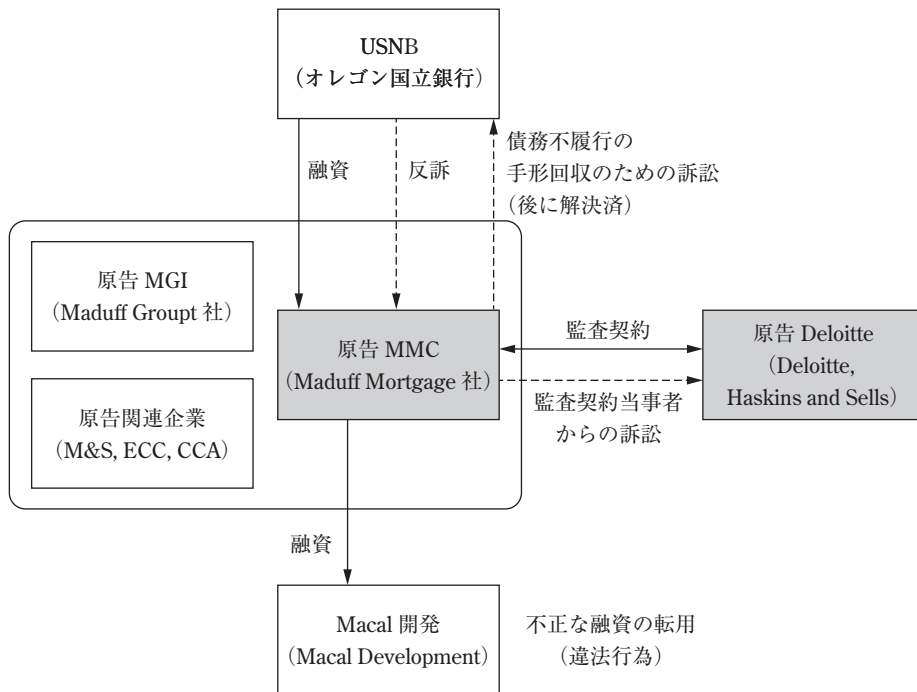 USNB
（オレゴン国立銀行）
融資
反訴
債務不履行の
手形回収のための訴訟
（後に解決済）
原告 MGI
（Maduff Groupt 社）
原告 MMC
（Maduff Mortgage 社）
監査契約
原告 Deloitte
（Deloitte,
Haskins and Sells）
監査契約当事者
からの訴訟
原告関連企業
（M&S, ECC, CCA）
融資
Macal 開発
（Macal Development）
不正な融資の転用
（違法行為）